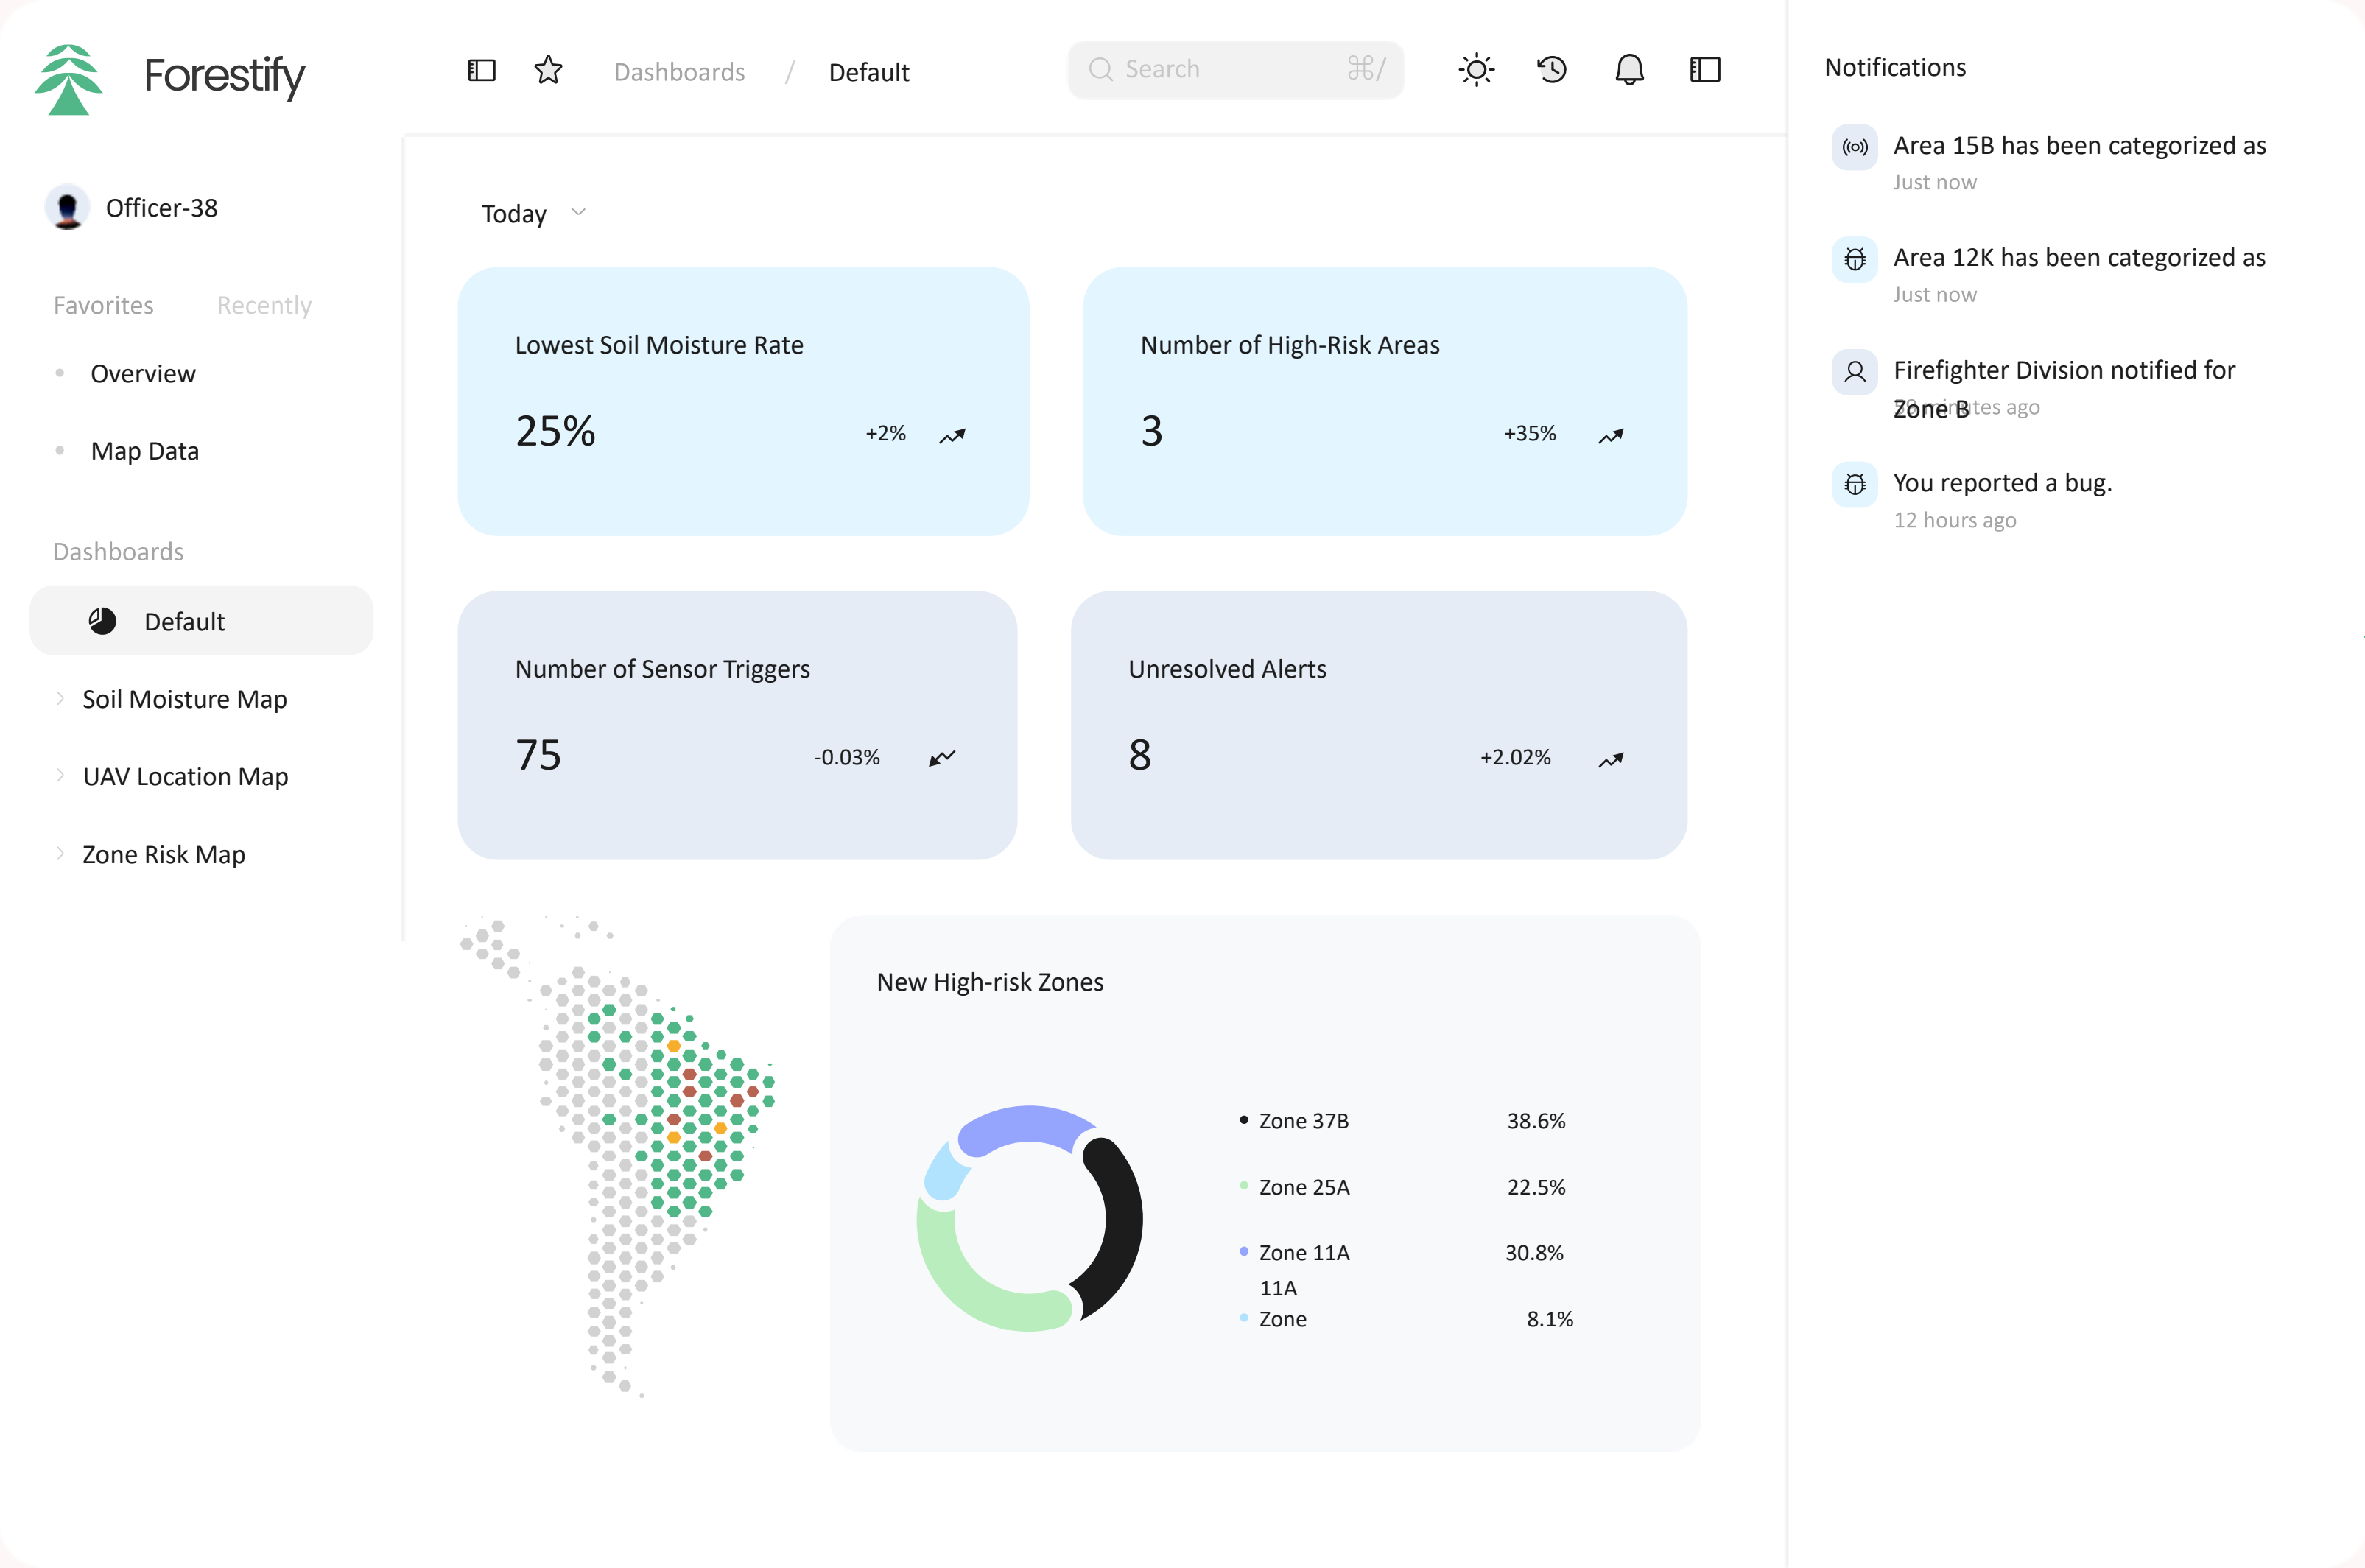 Forestify
Dashboards / Default
Search ⌘/
Officer-38
Favorites Recently
Overview
Map Data
Dashboards
Default
Soil Moisture Map
UAV Location Map
Zone Risk Map
Today
Lowest Soil Moisture Rate
25% +2%
Number of High-Risk Areas
3 +35%
Number of Sensor Triggers
75 -0.03%
Unresolved Alerts
8 +2.02%
New High-risk Zones
Zone 37B 38.6%
Zone 25A 22.5%
Zone 11A 30.8%
11A
Zone 8.1%
Notifications
Area 15B has been categorized as
Just now
Area 12K has been categorized as
Just now
Firefighter Division notified for
Zone B
minutes ago
You reported a bug.
12 hours ago